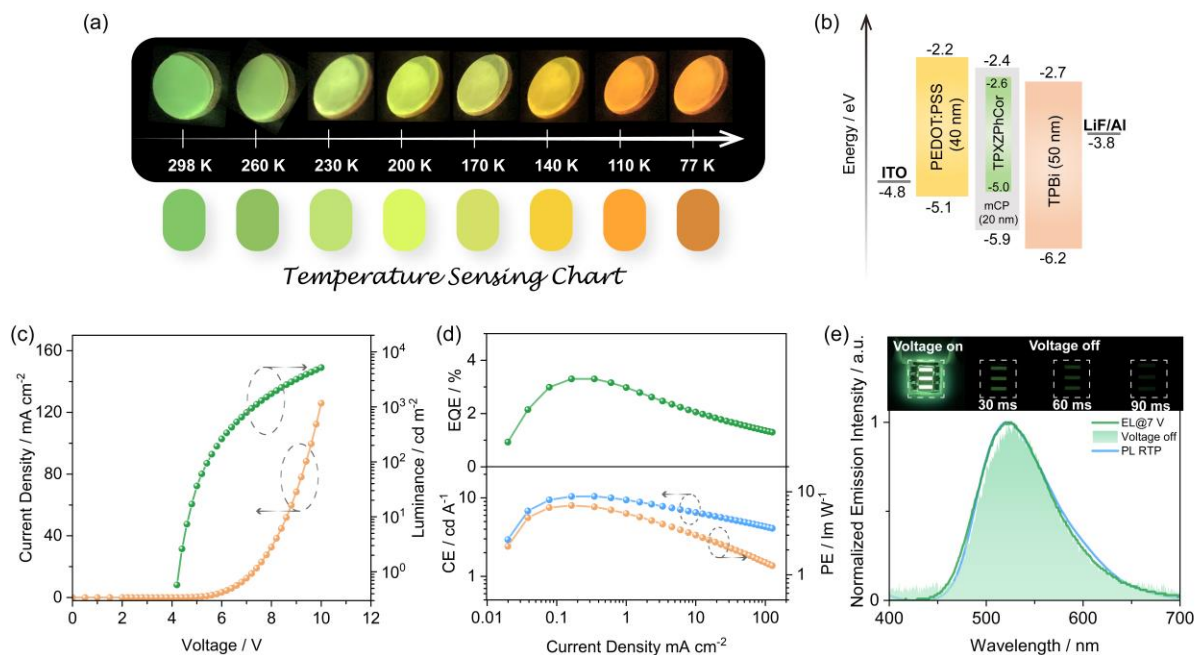 (a)
298 K 260 K 230 K 200 K 170 K 140 K 110 K 77 K
Temperature Sensing Chart
(b)
Energy / eV
ITO
-4.8
-2.2
PEDOT:PSS
(40 nm)
-5.1
-2.4
-2.6
TPXZPhCor
-5.0
mCP
(20 nm)
-5.9
-2.7
TPBi (50 nm)
-6.2
LiF/Al
-3.8
(c)
Current Density / mA cm⁻²
160
120
80
40
0
0 2 4 6 8 10 12
Voltage / V
10⁴
10³
10²
10¹
10⁰
Luminance / cd m⁻²
(d)
EQE / %
4
2
0
CE / cd A⁻¹
10
1
PE / lm W⁻¹
10
1
0.1 1 10 100
Current Density mA cm⁻²
(e)
Voltage on Voltage off
30 ms 60 ms 90 ms
EL@7 V
Voltage off
PL RTP
Normalized Emission Intensity / a.u.
1
0
400 500 600 700
Wavelength / nm